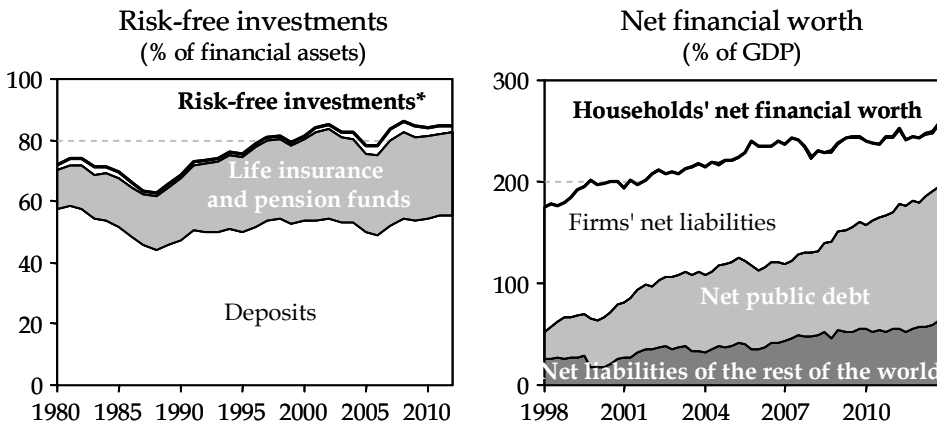 Risk-free investments
(% of financial assets)
100
80
60
40
20
0
Risk-free investments*
Life insurance
and pension funds
Deposits
1980 1985 1990 1995 2000 2005 2010
Net financial worth
(% of GDP)
300
200
100
0
Households' net financial worth
Firms' net liabilities
Net public debt
Net liabilities of the rest of the world
1998 2001 2004 2007 2010